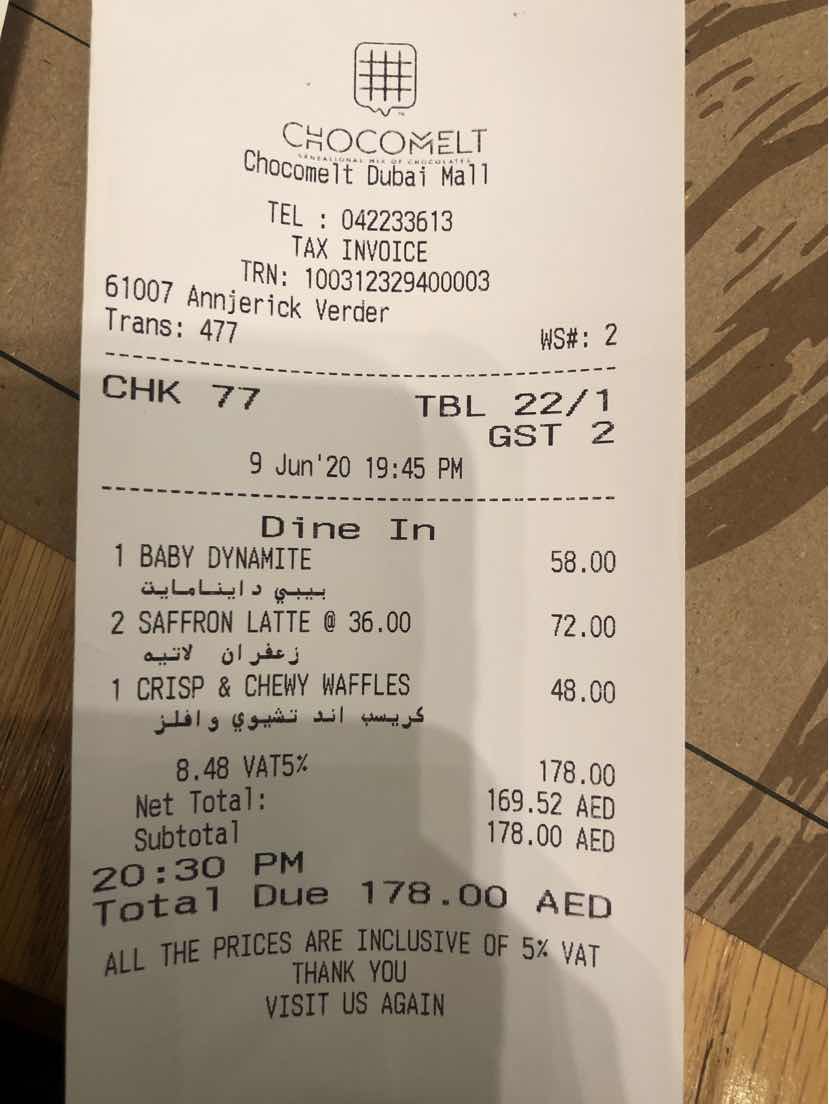 CHOCOMELT
SENSATIONAL MIX OF CHOCOLATES
Chocomelt Dubai Mall
TEL : 042233613
TAX INVOICE
TRN: 100312329400003
61007 Annjerick Verder
Trans: 477 WS#: 2
CHK 77 TBL 22/1
GST 2
9 Jun'20 19:45 PM
Dine In
1 BABY DYNAMITE 58.00
بيبي داينامايت
2 SAFFRON LATTE @ 36.00 72.00
زعفران لاتيه
1 CRISP & CHEWY WAFFLES 48.00
كريسب اند تشيوي وافلز
8.48 VAT5% 178.00
Net Total: 169.52 AED
Subtotal 178.00 AED
20:30 PM
Total Due 178.00 AED
ALL THE PRICES ARE INCLUSIVE OF 5% VAT
THANK YOU
VISIT US AGAIN